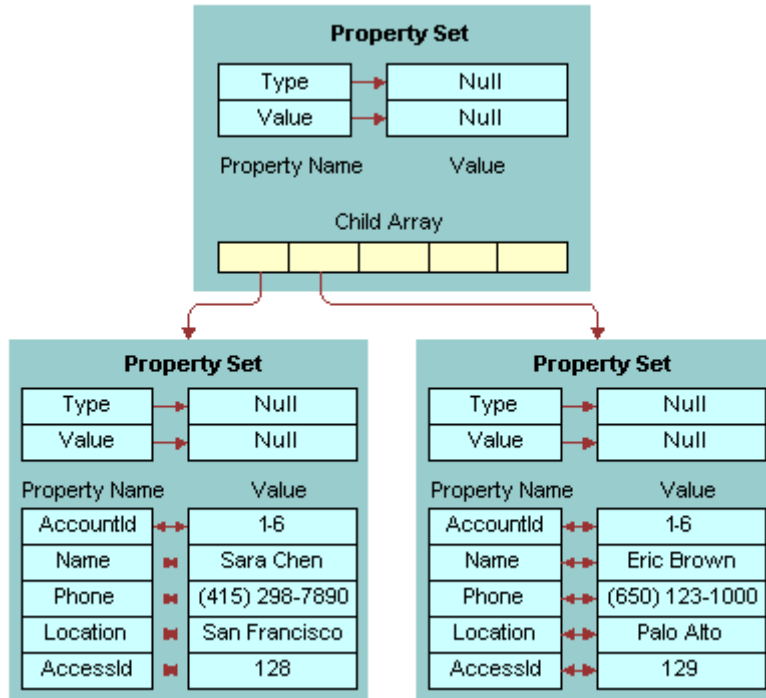 Property Set
Type Null
Value Null
Property Name Value
Child Array
Property Set
Type Null
Value Null
Property Name Value
AccountId 1-6
Name Sara Chen
Phone (415) 298-7890
Location San Francisco
AccessId 128
Property Set
Type Null
Value Null
Property Name Value
AccountId 1-6
Name Eric Brown
Phone (650) 123-1000
Location Palo Alto
AccessId 129